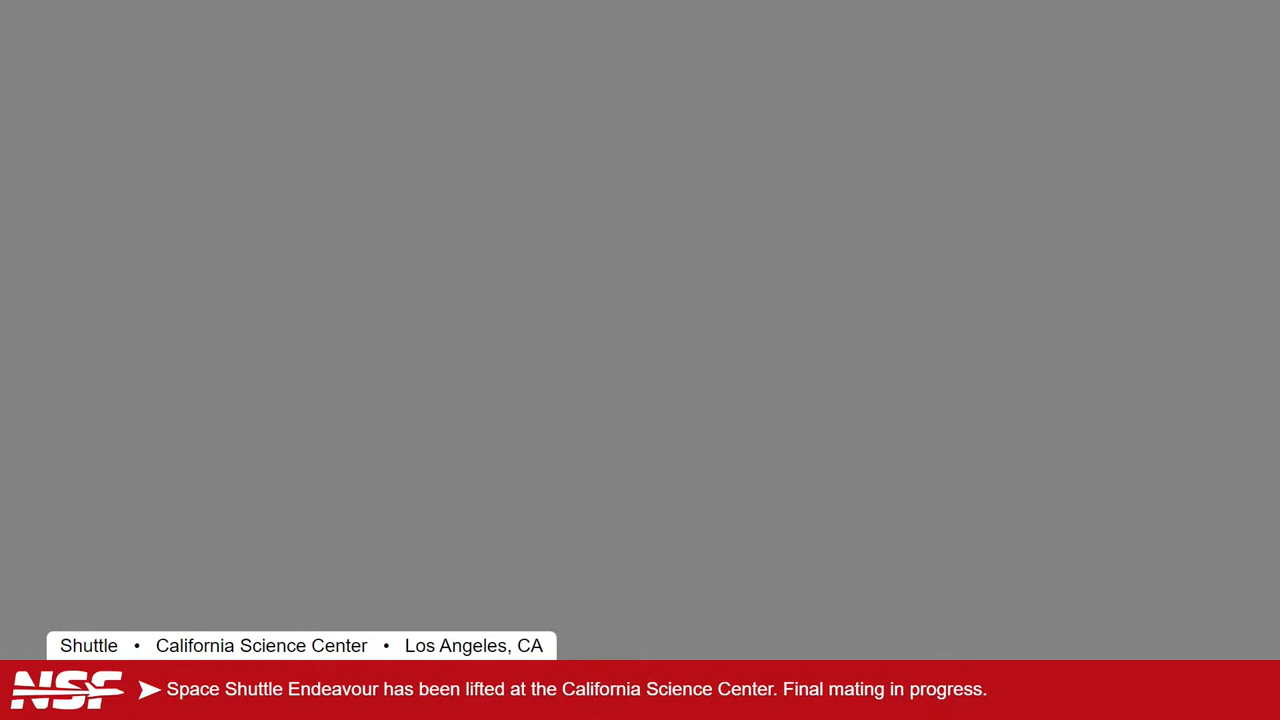 Shuttle • California Science Center • Los Angeles, CA
NSF ➤ Space Shuttle Endeavour has been lifted at the California Science Center. Final mating in progress.